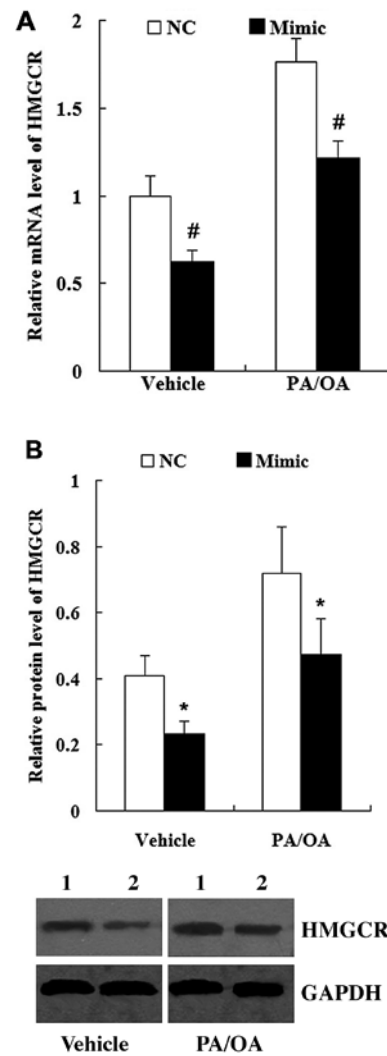 A
NC Mimic
Relative mRNA level of HMGCR
2
1.5
1
0.5
0
#
#
Vehicle PA/OA
B
NC Mimic
Relative protein level of HMGCR
1
0.8
0.6
0.4
0.2
0
*
*
Vehicle PA/OA
1 2 1 2
HMGCR
GAPDH
Vehicle PA/OA